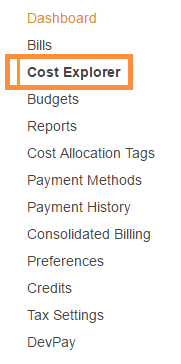 Dashboard
Bills
Cost Explorer
Budgets
Reports
Cost Allocation Tags
Payment Methods
Payment History
Consolidated Billing
Preferences
Credits
Tax Settings
DevPay